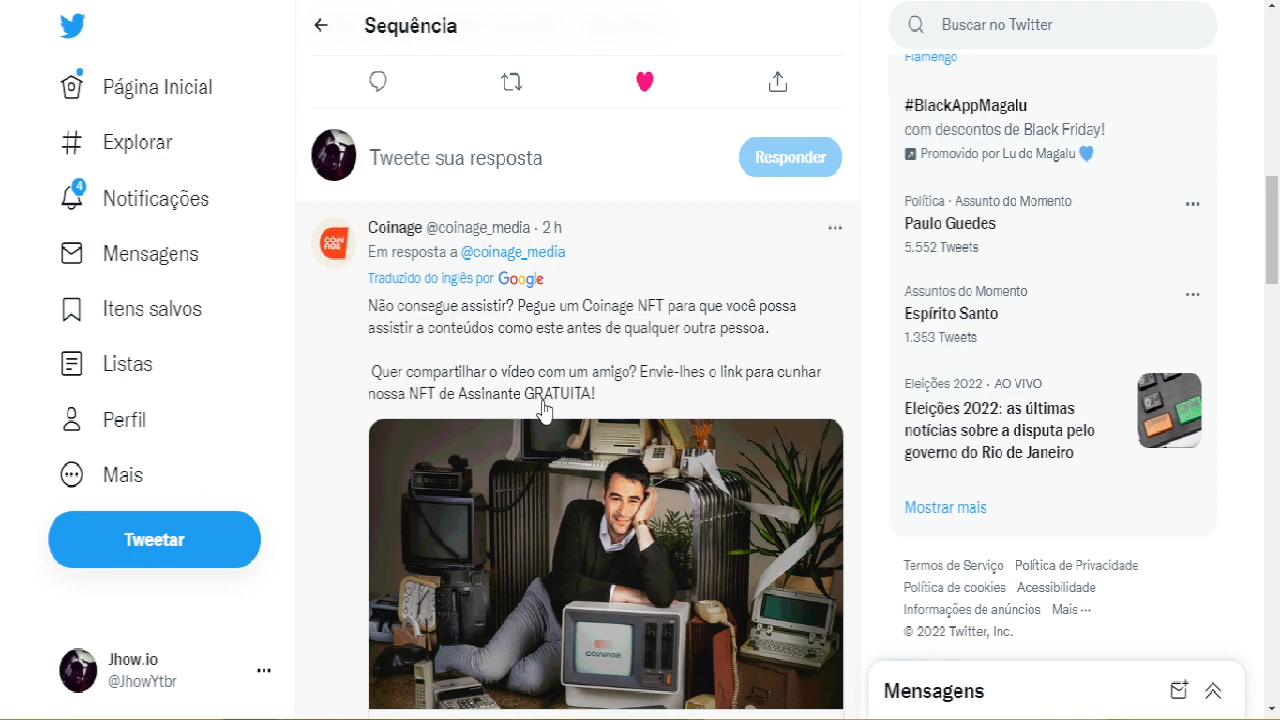 Página Inicial
Explorar
4
Notificações
Mensagens
Itens salvos
Listas
Perfil
Mais
Tweetar
Jhow.io
@JhowYtbr
Sequência
Tweete sua resposta
Responder
COIN
AGE
Coinage @coinage_media · 2 h
Em resposta a @coinage_media
Traduzido do inglês por Google
Não consegue assistir? Pegue um Coinage NFT para que você possa
assistir a conteúdos como este antes de qualquer outra pessoa.
Quer compartilhar o vídeo com um amigo? Envie-lhes o link para cunhar
nossa NFT de Assinante GRATUITA!
COINAGE
Buscar no Twitter
Flamengo
#BlackAppMagalu
com descontos de Black Friday!
Promovido por Lu do Magalu
Política · Assunto do Momento
Paulo Guedes
5.552 Tweets
Assuntos do Momento
Espírito Santo
1.353 Tweets
Eleições 2022 · AO VIVO
Eleições 2022: as últimas
notícias sobre a disputa pelo
governo do Rio de Janeiro
Mostrar mais
Termos de Serviço Política de Privacidade
Política de cookies Acessibilidade
Informações de anúncios Mais ···
© 2022 Twitter, Inc.
Mensagens